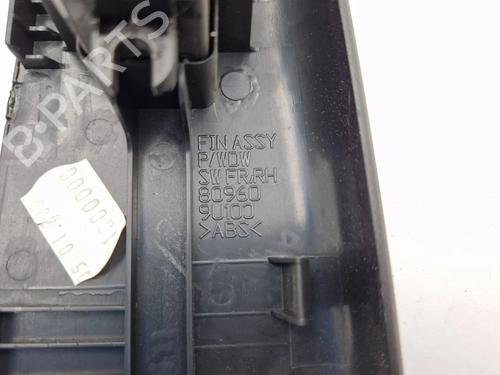 B-PARTS
FIN ASSY
P/WDW
SW FR/RH
80960
9U100
>ABS<